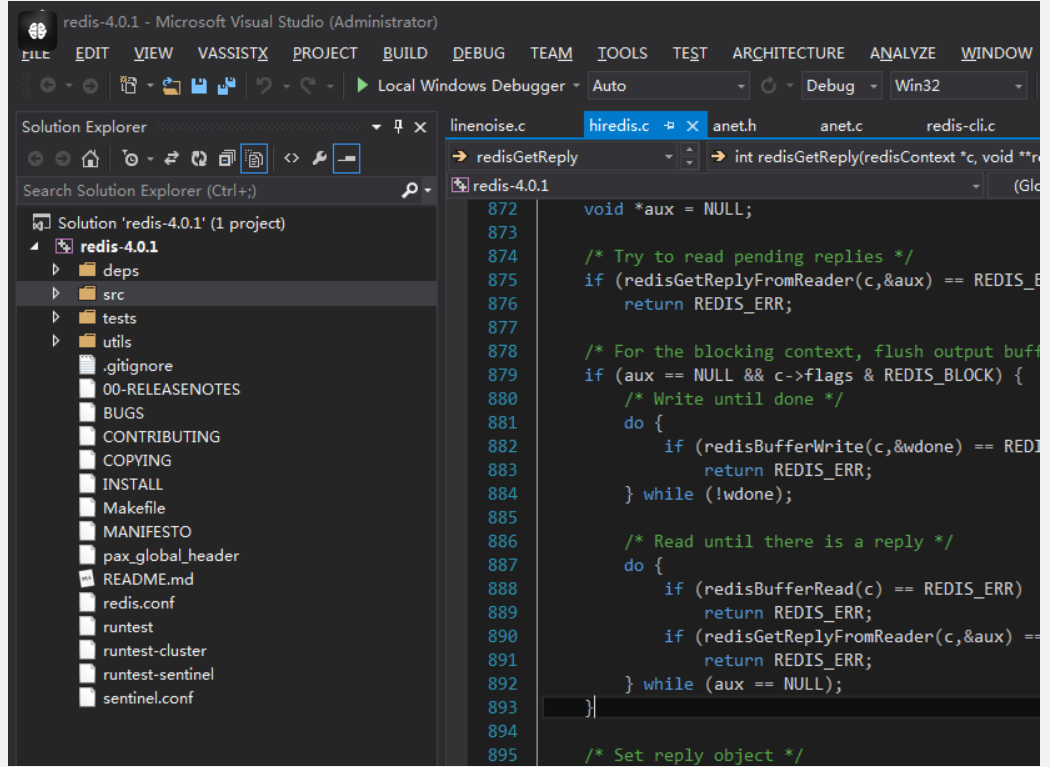 redis-4.0.1 - Microsoft Visual Studio (Administrator)
FILE EDIT VIEW VASSISTX PROJECT BUILD DEBUG TEAM TOOLS TEST ARCHITECTURE ANALYZE WINDOW
Local Windows Debugger Auto Debug Win32
Solution Explorer
Search Solution Explorer (Ctrl+;)
Solution 'redis-4.0.1' (1 project)
redis-4.0.1
deps
src
tests
utils
.gitignore
00-RELEASENOTES
BUGS
CONTRIBUTING
COPYING
INSTALL
Makefile
MANIFESTO
pax_global_header
README.md
redis.conf
runtest
runtest-cluster
runtest-sentinel
sentinel.conf
linenoise.c hiredis.c anet.h anet.c redis-cli.c
redisGetReply int redisGetReply(redisContext *c, void **r
redis-4.0.1 (Glo
872 void *aux = NULL;
873
874 /* Try to read pending replies */
875 if (redisGetReplyFromReader(c,&aux) == REDIS_E
876 return REDIS_ERR;
877
878 /* For the blocking context, flush output buff
879 if (aux == NULL && c->flags & REDIS_BLOCK) {
880 /* Write until done */
881 do {
882 if (redisBufferWrite(c,&wdone) == REDI
883 return REDIS_ERR;
884 } while (!wdone);
885
886 /* Read until there is a reply */
887 do {
888 if (redisBufferRead(c) == REDIS_ERR)
889 return REDIS_ERR;
890 if (redisGetReplyFromReader(c,&aux) ==
891 return REDIS_ERR;
892 } while (aux == NULL);
893 }
894
895 /* Set reply object */